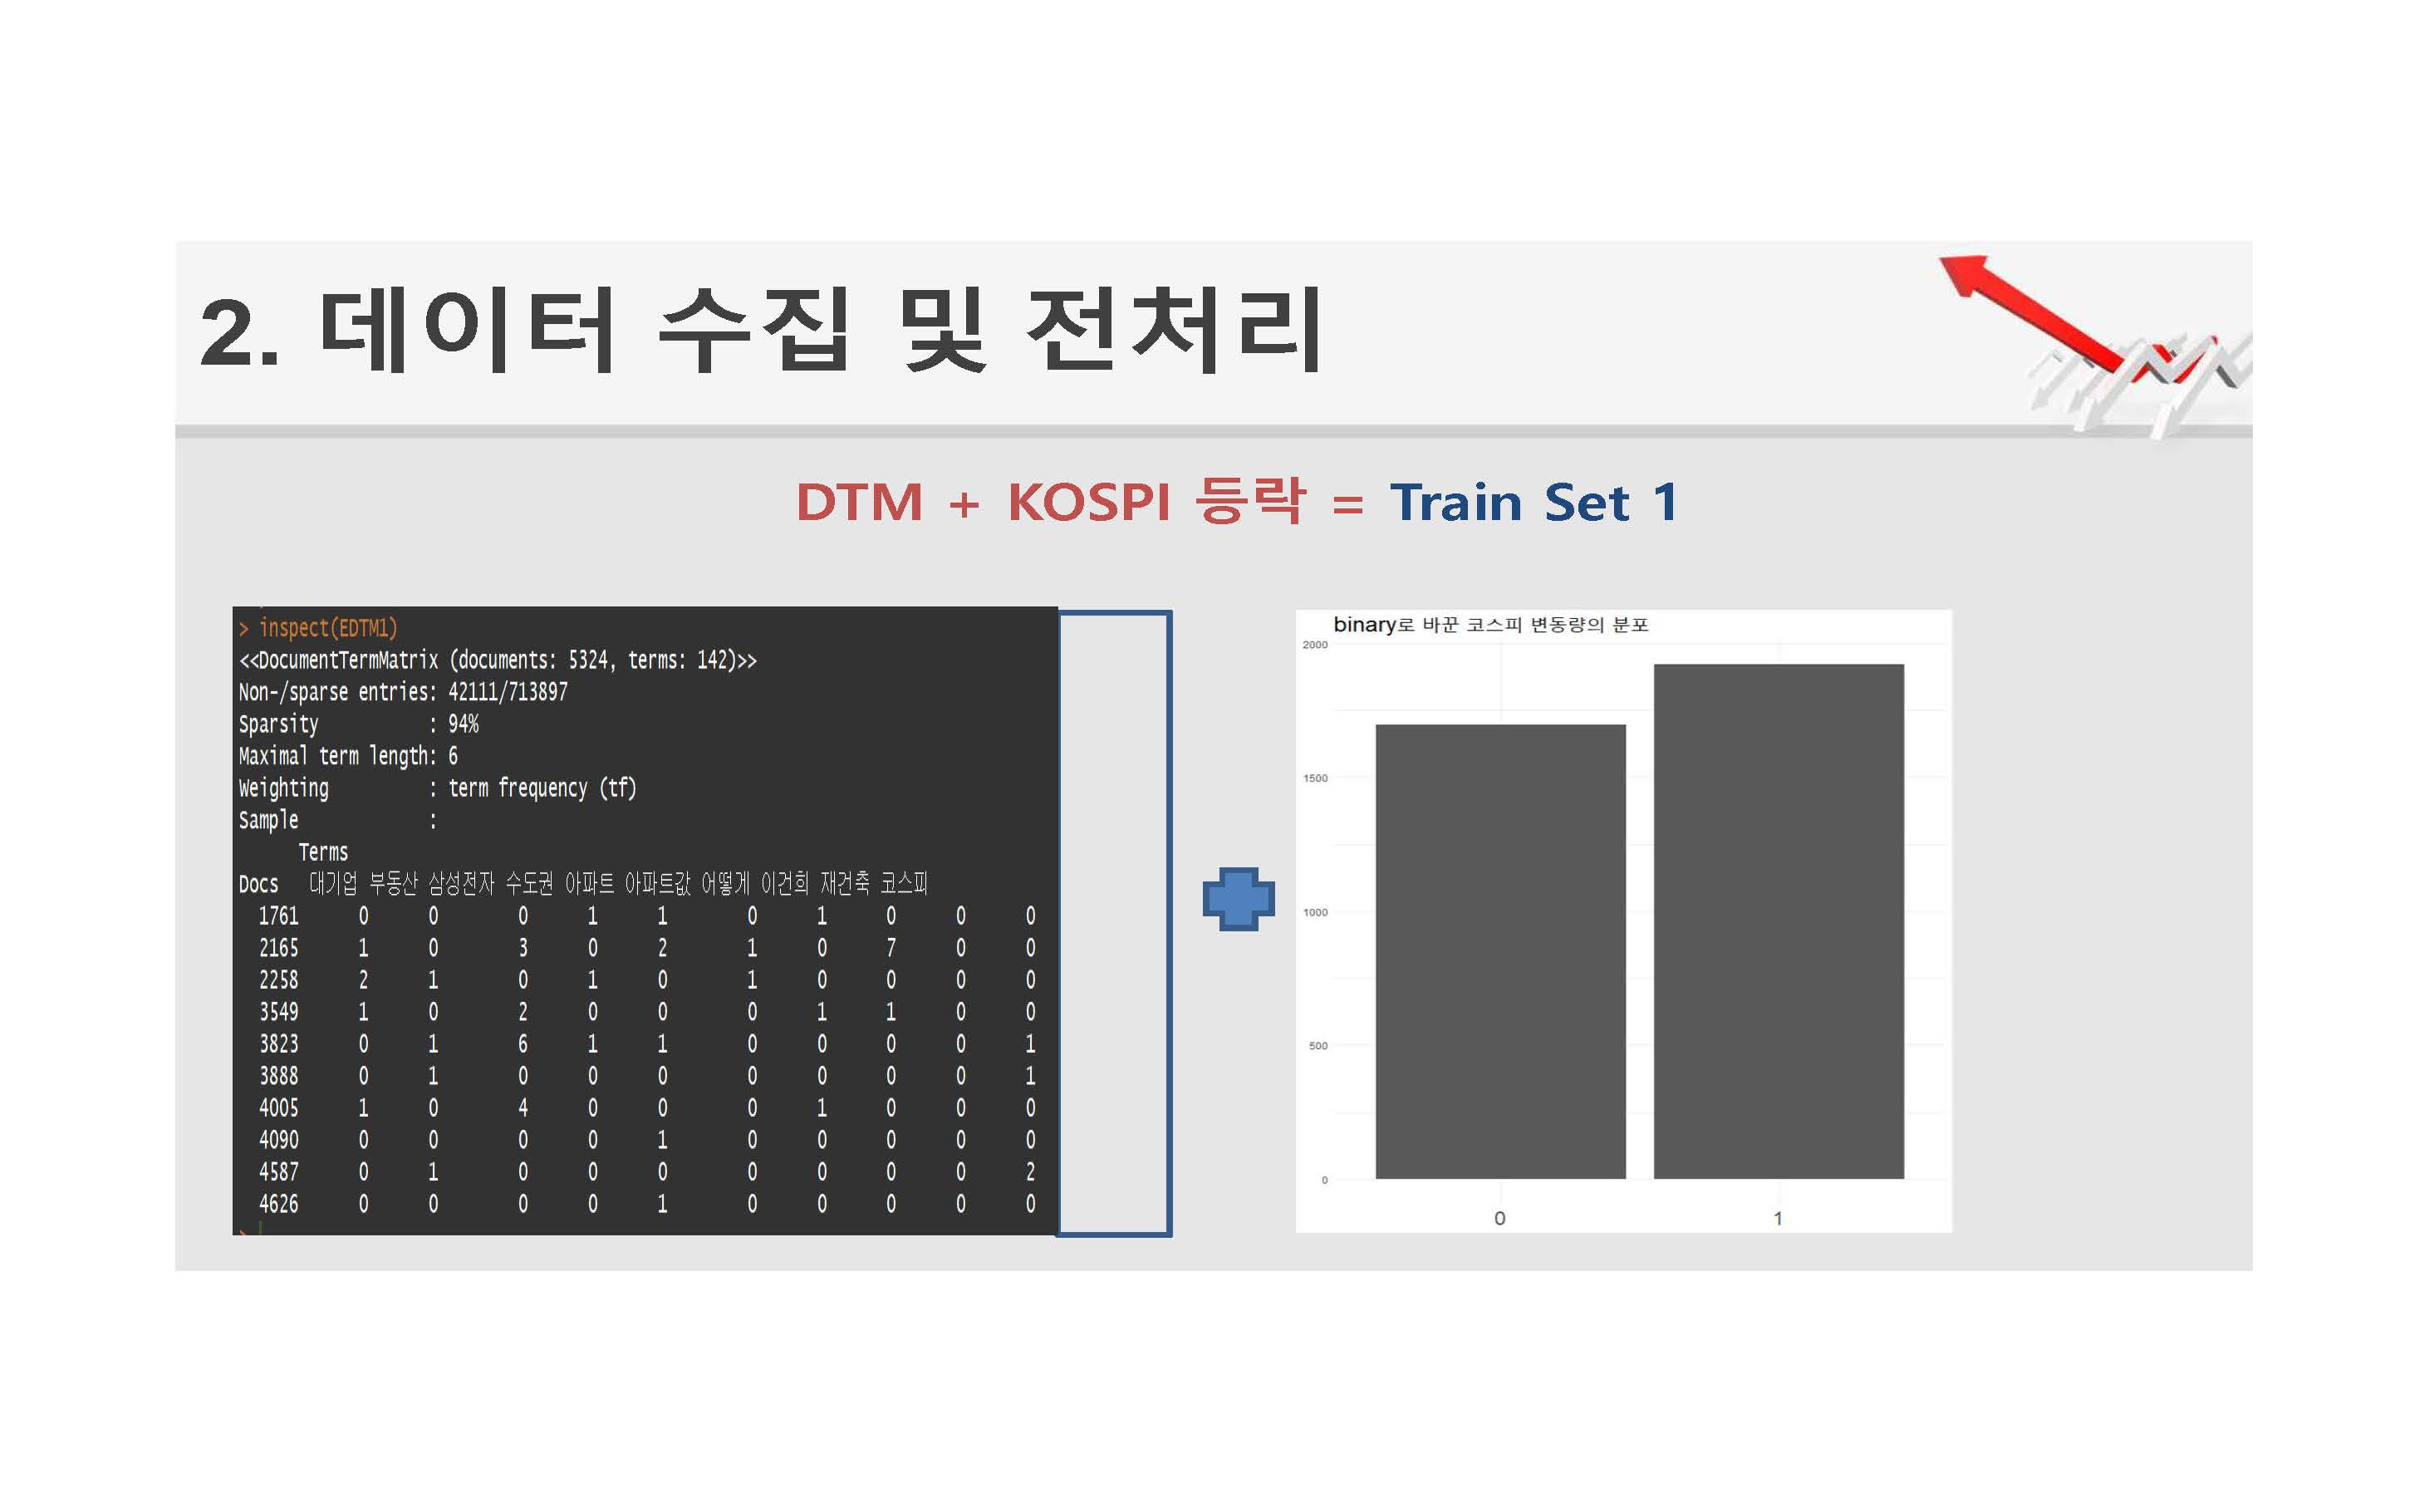 2. 데이터 수집 및 전처리
DTM + KOSPI 등락 = Train Set 1
> inspect(EDTM1)
<<DocumentTermMatrix (documents: 5324, terms: 142)>>
Non-/sparse entries: 42111/713897
Sparsity : 94%
Maximal term length: 6
Weighting : term frequency (tf)
Sample :
Terms
Docs 대기업 부동산 삼성전자 수도권 아파트 아파트값 어떻게 이건희 재건축 코스피
1761 0 0 0 1 1 0 1 0 0 0
2165 1 0 3 0 2 1 0 7 0 0
2258 2 1 0 1 0 1 0 0 0 0
3549 1 0 2 0 0 0 1 1 0 0
3823 0 1 6 1 1 0 0 0 0 1
3888 0 1 0 0 0 0 0 0 0 1
4005 1 0 4 0 0 0 1 0 0 0
4090 0 0 0 0 1 0 0 0 0 0
4587 0 1 0 0 0 0 0 0 0 2
4626 0 0 0 0 1 0 0 0 0 0
>
binary로 바꾼 코스피 변동량의 분포
2000
1500
1000
500
0
0 1